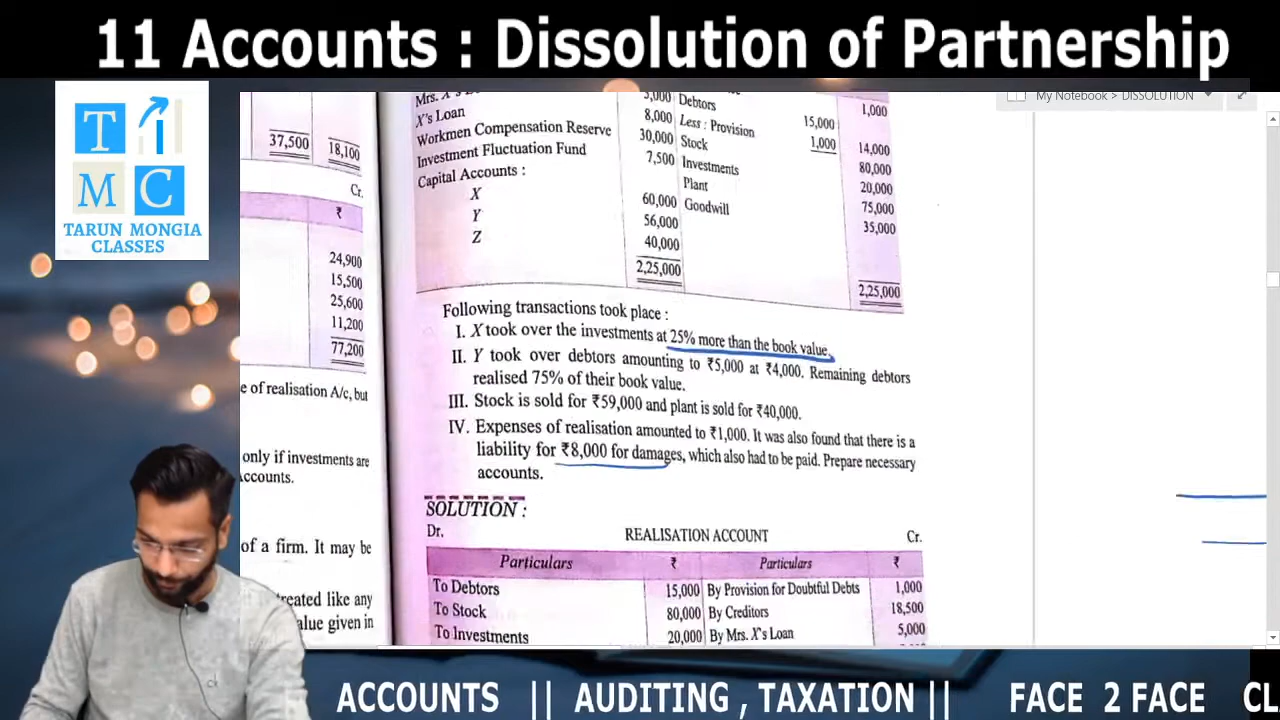 11 Accounts : Dissolution of Partnership
T
M C
TARUN MONGIA
CLASSES
My Notebook > DISSOLUTION
37,500 18,100
Cr.
₹
24,900
15,500
25,600
11,200
77,200
e of realisation A/c, but
only if investments are
ccounts.
of a firm. It may be
treated like any
alue given in
Mrs. X's
5,000 Debtors 15,000 1,000
X's Loan 8,000 Less : Provision 1,000 14,000
Workmen Compensation Reserve 30,000 Stock 80,000
Investment Fluctuation Fund 7,500 Investments 20,000
Capital Accounts : Plant 75,000
X 60,000 Goodwill 35,000
Y 56,000
Z 40,000
2,25,000 2,25,000
Following transactions took place :
I. X took over the investments at 25% more than the book value.
II. Y took over debtors amounting to ₹5,000 at ₹4,000. Remaining debtors
realised 75% of their book value.
III. Stock is sold for ₹59,000 and plant is sold for ₹40,000.
IV. Expenses of realisation amounted to ₹1,000. It was also found that there is a
liability for ₹8,000 for damages, which also had to be paid. Prepare necessary
accounts.
SOLUTION :
Dr. REALISATION ACCOUNT Cr.
Particulars ₹ Particulars ₹
To Debtors 15,000 By Provision for Doubtful Debts 1,000
To Stock 80,000 By Creditors 18,500
To Investments 20,000 By Mrs. X's Loan 5,000
ACCOUNTS || AUDITING , TAXATION || FACE 2 FACE CL